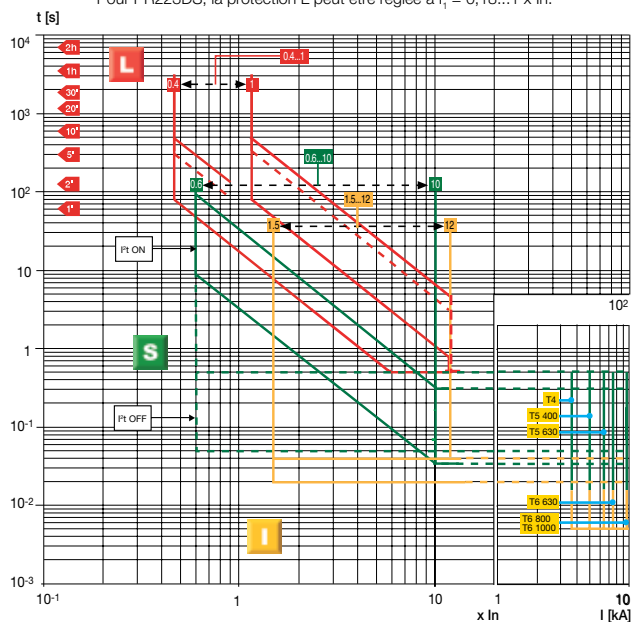 Pour PR223DS, la protection L peut être réglée à I1 = 0,18...1 x In.
t [s]
10⁴
2h
L
0.4...1
1h
0.4
1
30'
10³
20'
10'
0.6...10
5'
10²
2'
0.6
10
1.5...12
1'
1.5
12
I²t ON
10
10²
1
S
T4
T5 400
I²t OFF
10⁻¹
T5 630
10⁻²
T6 630
T6 800
I
T6 1000
10⁻³
10⁻¹
1
10
1
10
x In
I [kA]